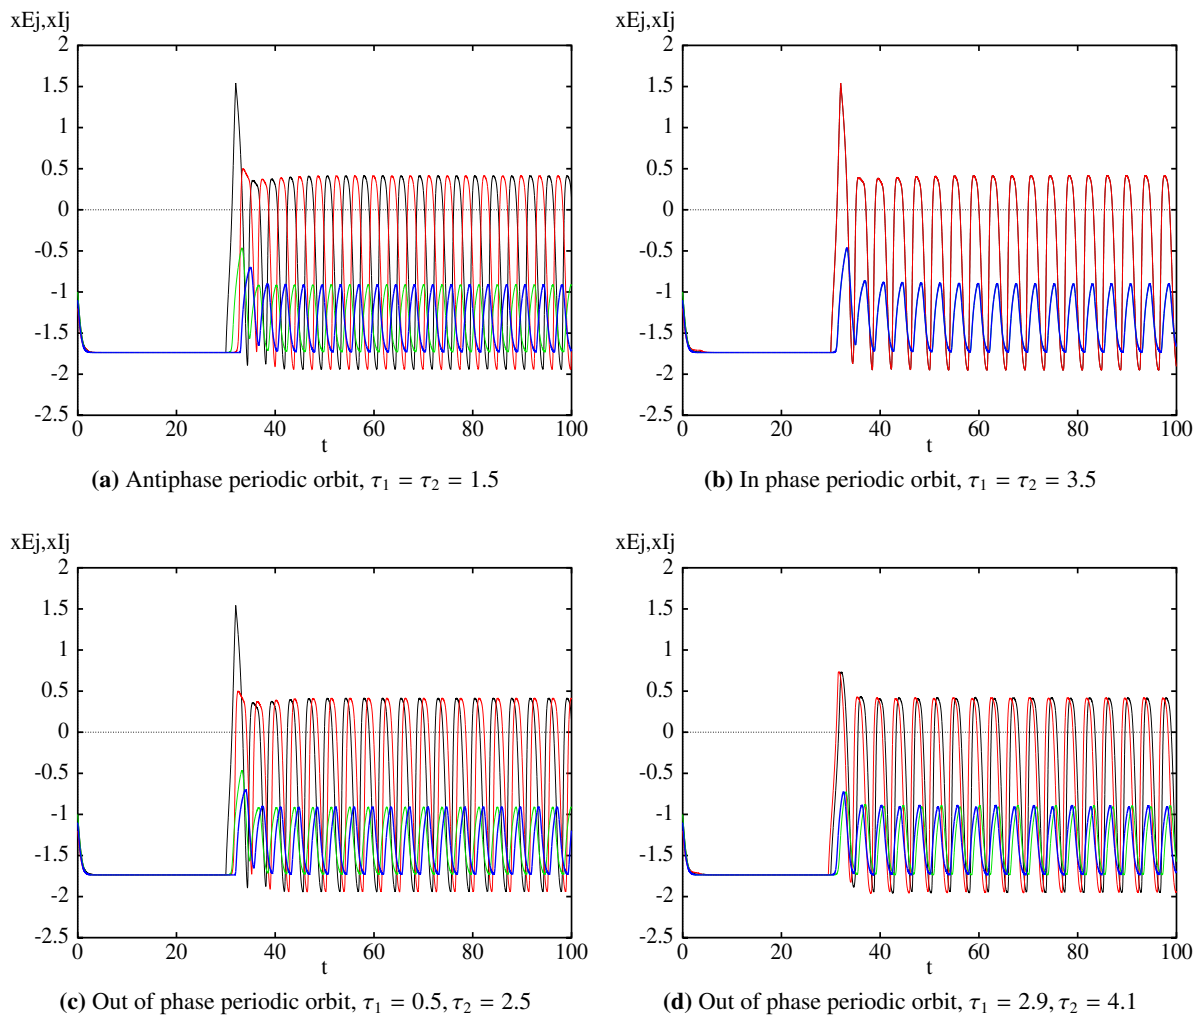 xEj,xIj
2
1.5
1
0.5
0
-0.5
-1
-1.5
-2
-2.5
0 20 40 60 80 100
t
(a) Antiphase periodic orbit, τ₁ = τ₂ = 1.5
xEj,xIj
2
1.5
1
0.5
0
-0.5
-1
-1.5
-2
-2.5
0 20 40 60 80 100
t
(b) In phase periodic orbit, τ₁ = τ₂ = 3.5
xEj,xIj
2
1.5
1
0.5
0
-0.5
-1
-1.5
-2
-2.5
0 20 40 60 80 100
t
(c) Out of phase periodic orbit, τ₁ = 0.5, τ₂ = 2.5
xEj,xIj
2
1.5
1
0.5
0
-0.5
-1
-1.5
-2
-2.5
0 20 40 60 80 100
t
(d) Out of phase periodic orbit, τ₁ = 2.9, τ₂ = 4.1